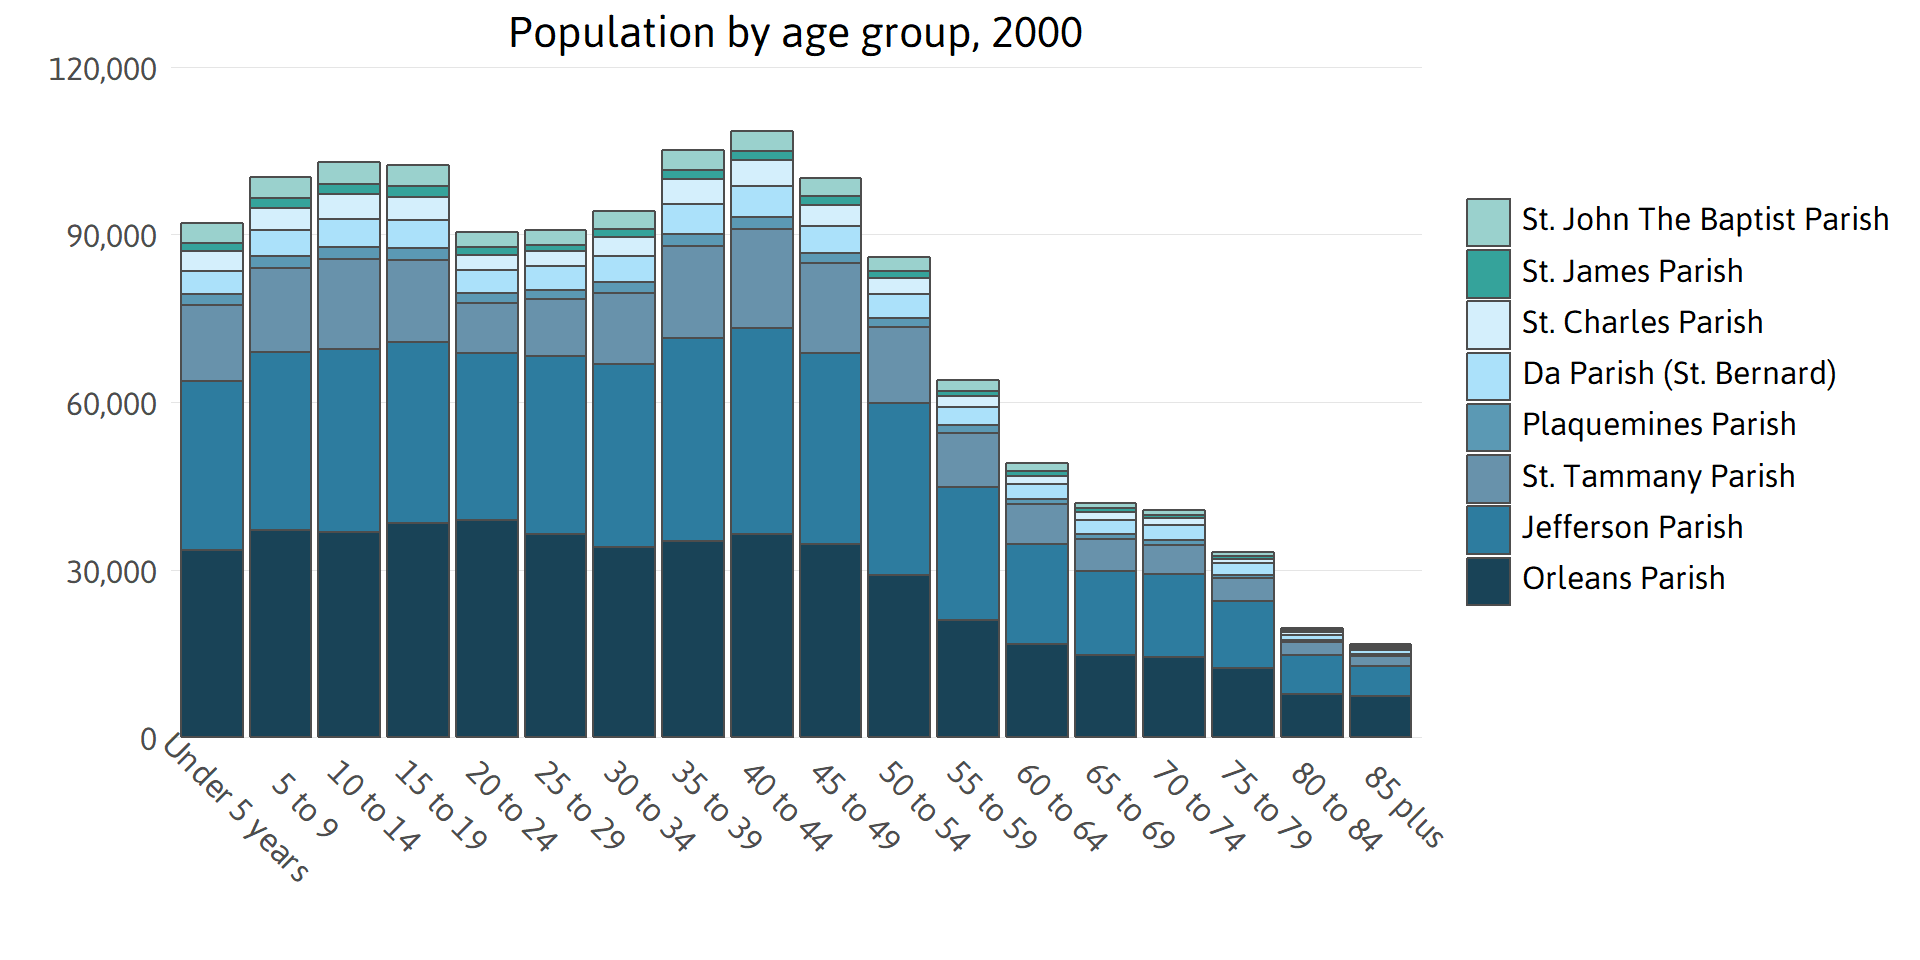 Population by age group, 2000
120,000
90,000
60,000
30,000
0
Under 5 years
5 to 9
10 to 14
15 to 19
20 to 24
25 to 29
30 to 34
35 to 39
40 to 44
45 to 49
50 to 54
55 to 59
60 to 64
65 to 69
70 to 74
75 to 79
80 to 84
85 plus
St. John The Baptist Parish
St. James Parish
St. Charles Parish
Da Parish (St. Bernard)
Plaquemines Parish
St. Tammany Parish
Jefferson Parish
Orleans Parish